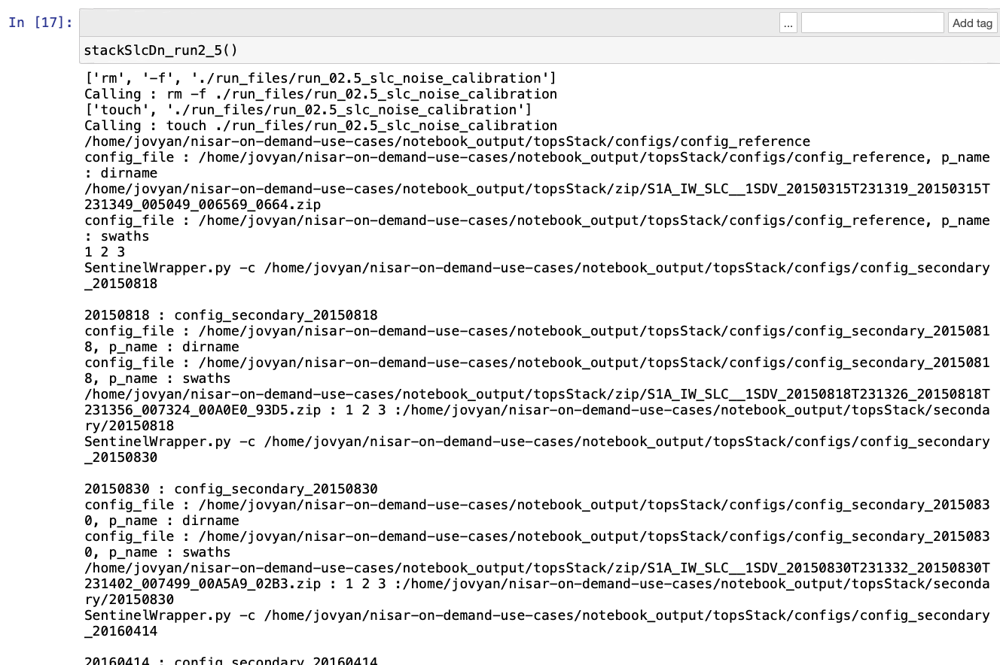 In [17]:
... Add tag
stackSlcDn_run2_5()
['rm', '-f', './run_files/run_02.5_slc_noise_calibration']
Calling : rm -f ./run_files/run_02.5_slc_noise_calibration
['touch', './run_files/run_02.5_slc_noise_calibration']
Calling : touch ./run_files/run_02.5_slc_noise_calibration
/home/jovyan/nisar-on-demand-use-cases/notebook_output/topsStack/configs/config_reference
config_file : /home/jovyan/nisar-on-demand-use-cases/notebook_output/topsStack/configs/config_reference, p_name
: dirname
/home/jovyan/nisar-on-demand-use-cases/notebook_output/topsStack/zip/S1A_IW_SLC__1SDV_20150315T231319_20150315T
231349_005049_006569_0664.zip
config_file : /home/jovyan/nisar-on-demand-use-cases/notebook_output/topsStack/configs/config_reference, p_name
: swaths
1 2 3
SentinelWrapper.py -c /home/jovyan/nisar-on-demand-use-cases/notebook_output/topsStack/configs/config_secondary
_20150818

20150818 : config_secondary_20150818
config_file : /home/jovyan/nisar-on-demand-use-cases/notebook_output/topsStack/configs/config_secondary_2015081
8, p_name : dirname
config_file : /home/jovyan/nisar-on-demand-use-cases/notebook_output/topsStack/configs/config_secondary_2015081
8, p_name : swaths
/home/jovyan/nisar-on-demand-use-cases/notebook_output/topsStack/zip/S1A_IW_SLC__1SDV_20150818T231326_20150818T
231356_007324_00A0E0_93D5.zip : 1 2 3 :/home/jovyan/nisar-on-demand-use-cases/notebook_output/topsStack/seconda
ry/20150818
SentinelWrapper.py -c /home/jovyan/nisar-on-demand-use-cases/notebook_output/topsStack/configs/config_secondary
_20150830

20150830 : config_secondary_20150830
config_file : /home/jovyan/nisar-on-demand-use-cases/notebook_output/topsStack/configs/config_secondary_2015083
0, p_name : dirname
config_file : /home/jovyan/nisar-on-demand-use-cases/notebook_output/topsStack/configs/config_secondary_2015083
0, p_name : swaths
/home/jovyan/nisar-on-demand-use-cases/notebook_output/topsStack/zip/S1A_IW_SLC__1SDV_20150830T231332_20150830T
231402_007499_00A5A9_02B3.zip : 1 2 3 :/home/jovyan/nisar-on-demand-use-cases/notebook_output/topsStack/seconda
ry/20150830
SentinelWrapper.py -c /home/jovyan/nisar-on-demand-use-cases/notebook_output/topsStack/configs/config_secondary
_20160414

20160414 : config_secondary_20160414